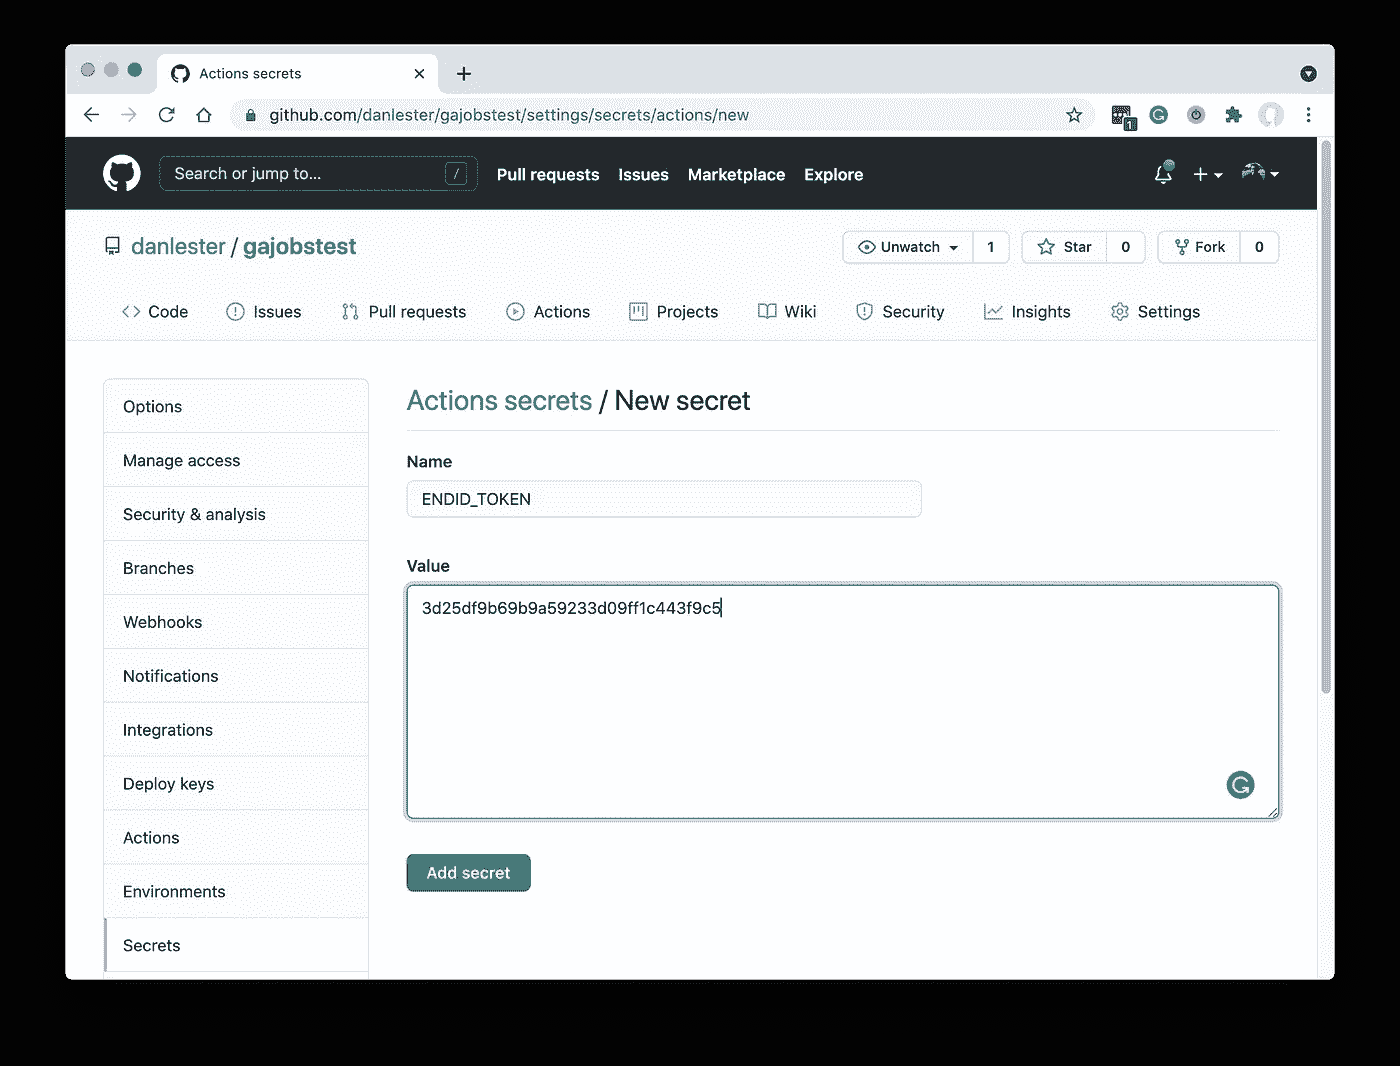 Actions secrets
github.com/danlester/gajobstest/settings/secrets/actions/new
1
Search or jump to... /
Pull requests Issues Marketplace Explore
danlester / gajobstest
Unwatch 1 Star 0 Fork 0
Code Issues Pull requests Actions Projects Wiki Security Insights Settings
Options
Manage access
Security & analysis
Branches
Webhooks
Notifications
Integrations
Deploy keys
Actions
Environments
Secrets
Actions secrets / New secret
Name
ENDID_TOKEN
Value
3d25df9b69b9a59233d09ff1c443f9c5
Add secret